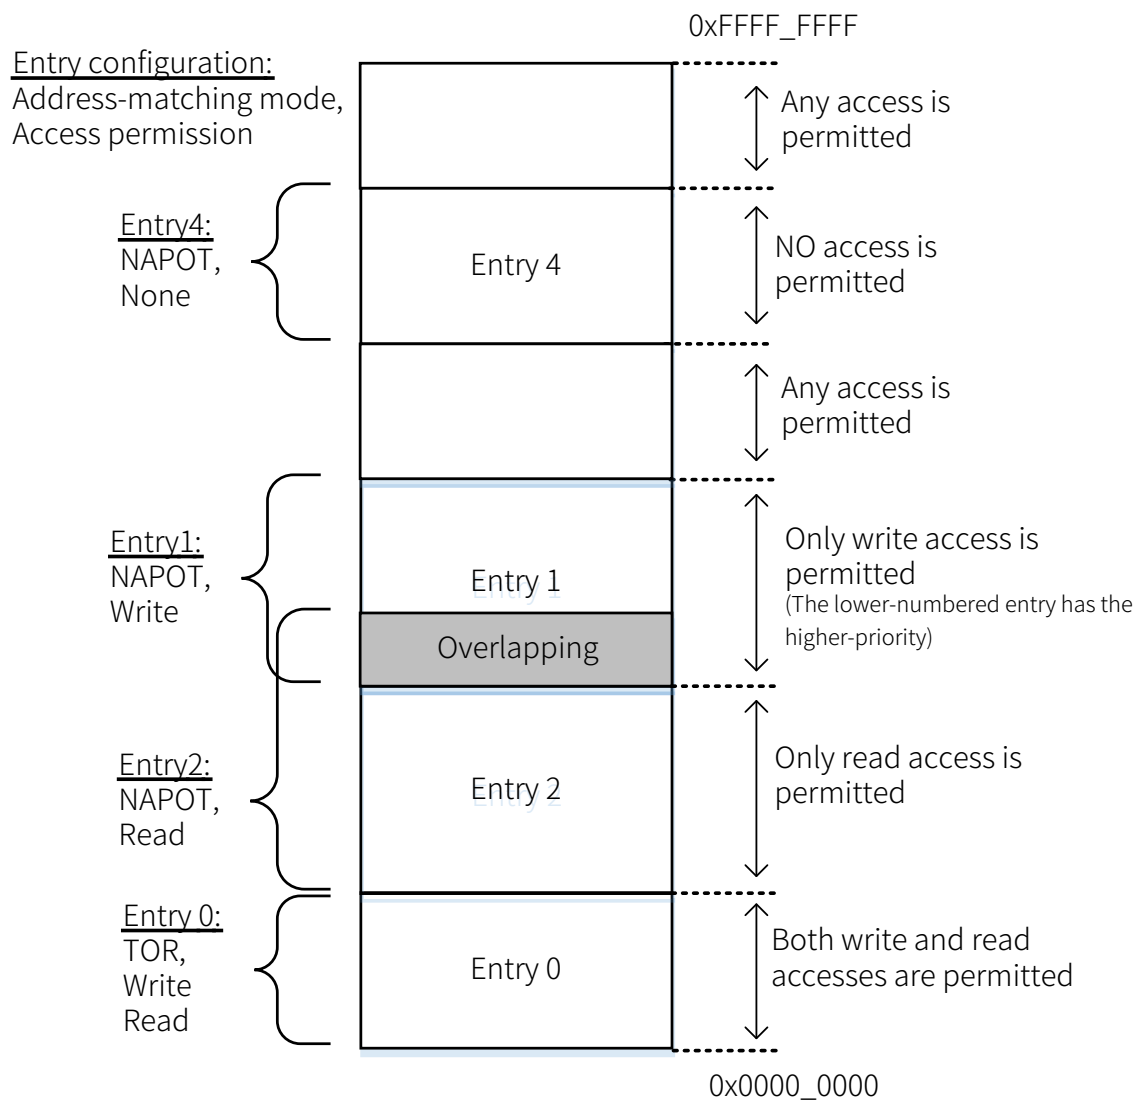 0xFFFF_FFFF
Entry configuration:
Address-matching mode,
Access permission
Any access is
permitted
Entry4:
NAPOT,
None
Entry 4
NO access is
permitted
Any access is
permitted
Entry1:
NAPOT,
Write
Entry 1
Only write access is
permitted
(The lower-numbered entry has the
higher-priority)
Overlapping
Entry2:
NAPOT,
Read
Entry 2
Only read access is
permitted
Entry 0:
TOR,
Write
Read
Entry 0
Both write and read
accesses are permitted
0x0000_0000